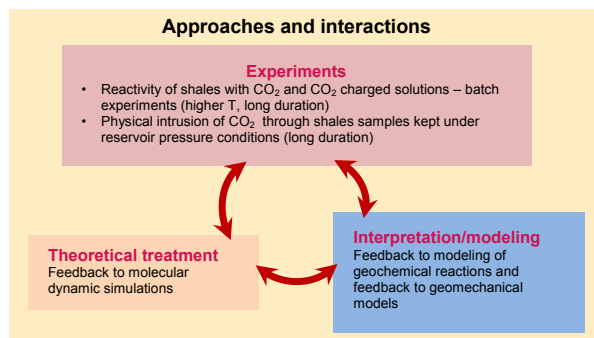 Approaches and interactions
Experiments
• Reactivity of shales with CO₂ and CO₂ charged solutions – batch
experiments (higher T, long duration)
• Physical intrusion of CO₂ through shales samples kept under
reservoir pressure conditions (long duration)
Theoretical treatment
Feedback to molecular
dynamic simulations
Interpretation/modeling
Feedback to modeling of
geochemical reactions and
feedback to geomechanical
models